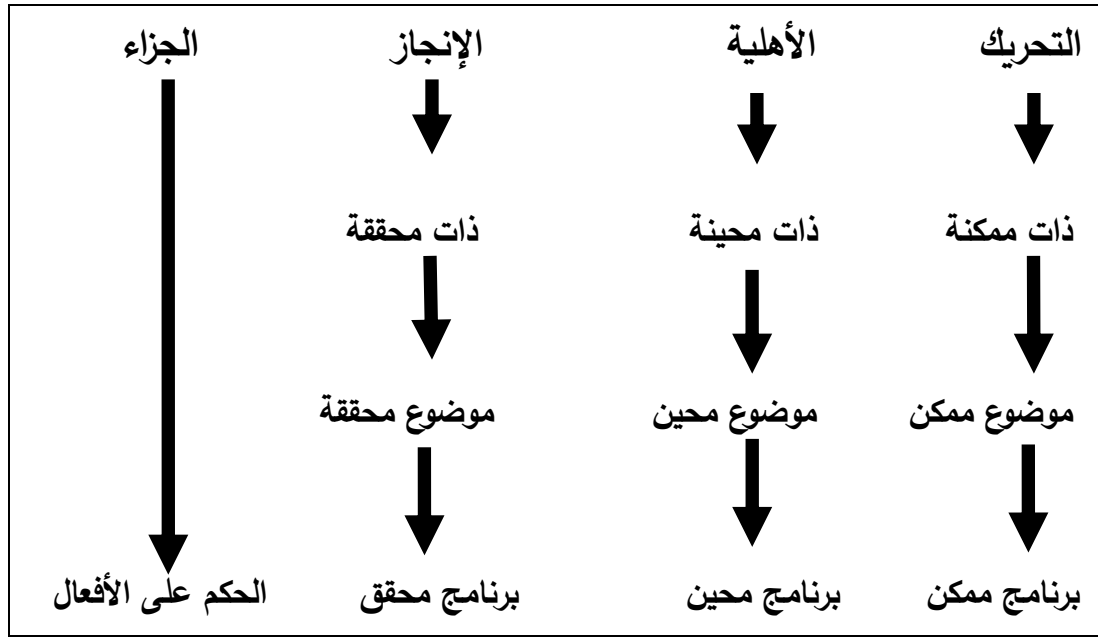 التحريك الأهلية الإنجاز الجزاء
ذات ممكنة ذات محينة ذات محققة
موضوع ممكن موضوع محين موضوع محققة
برنامج ممكن برنامج محين برنامج محقق الحكم على الأفعال